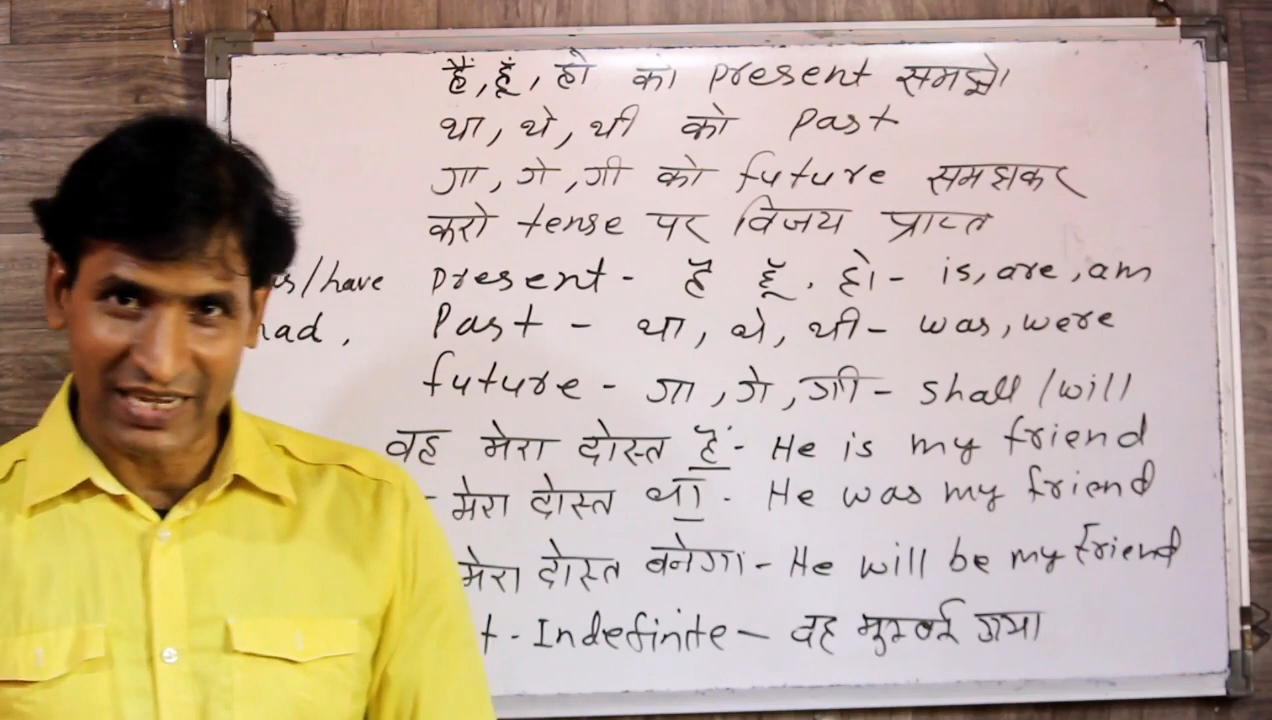 हैं, हूँ, हो को present समझो
था, थे, थी को Past
गा, गे, गी को future समझकर
करो tense पर विजय प्राप्त
/have present - है हूँ, हो - is, are, am
had, Past - था, थे, थी - was, were
future - गा, गे, गी - shall / will
वह मेरा दोस्त है - He is my friend
- मेरा दोस्त था - He was my friend
मेरा दोस्त बनेगा - He will be my friend
t - Indefinite - वह मुम्बई गया